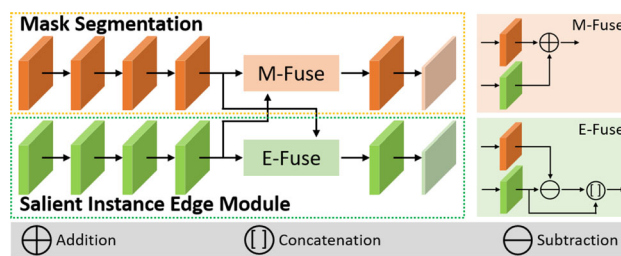 Mask Segmentation
M-Fuse
M-Fuse
E-Fuse
E-Fuse
Salient Instance Edge Module
Addition
[ ] Concatenation
Subtraction